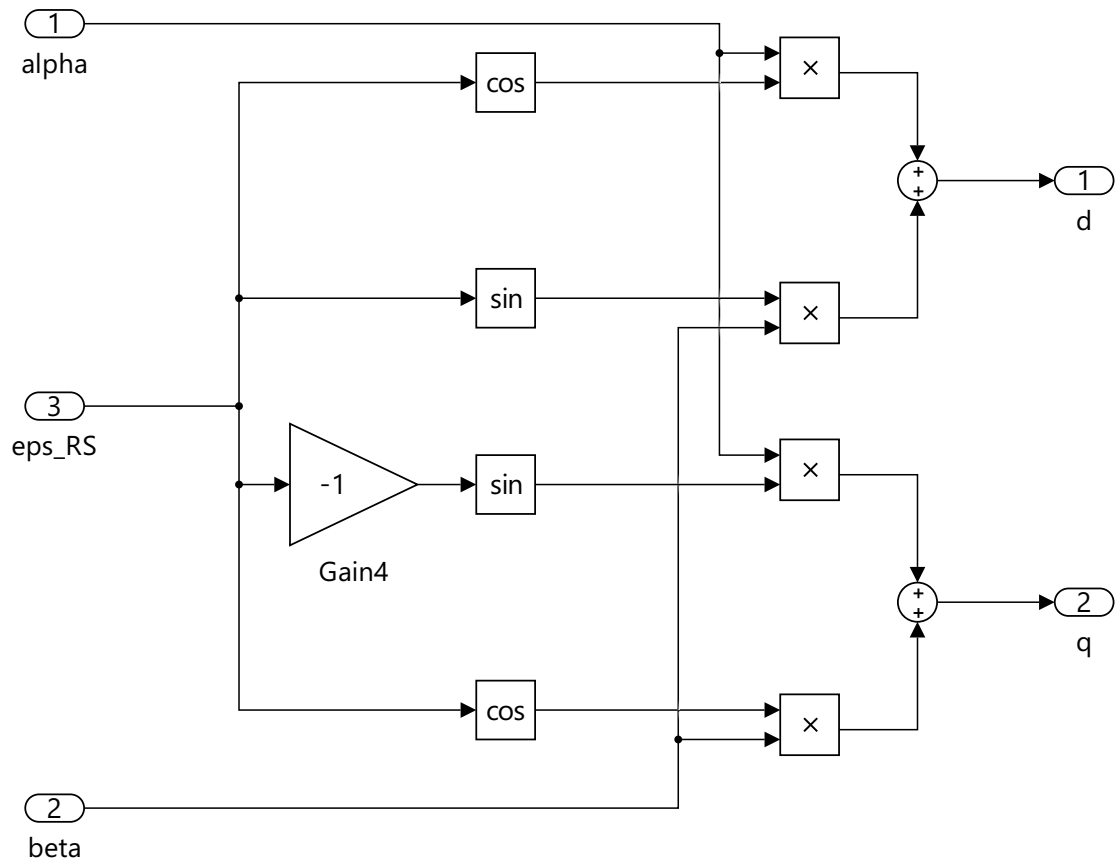 1
alpha
cos
×
+
+
1
d
sin
×
3
eps_RS
-1
Gain4
sin
×
+
+
2
q
cos
×
2
beta